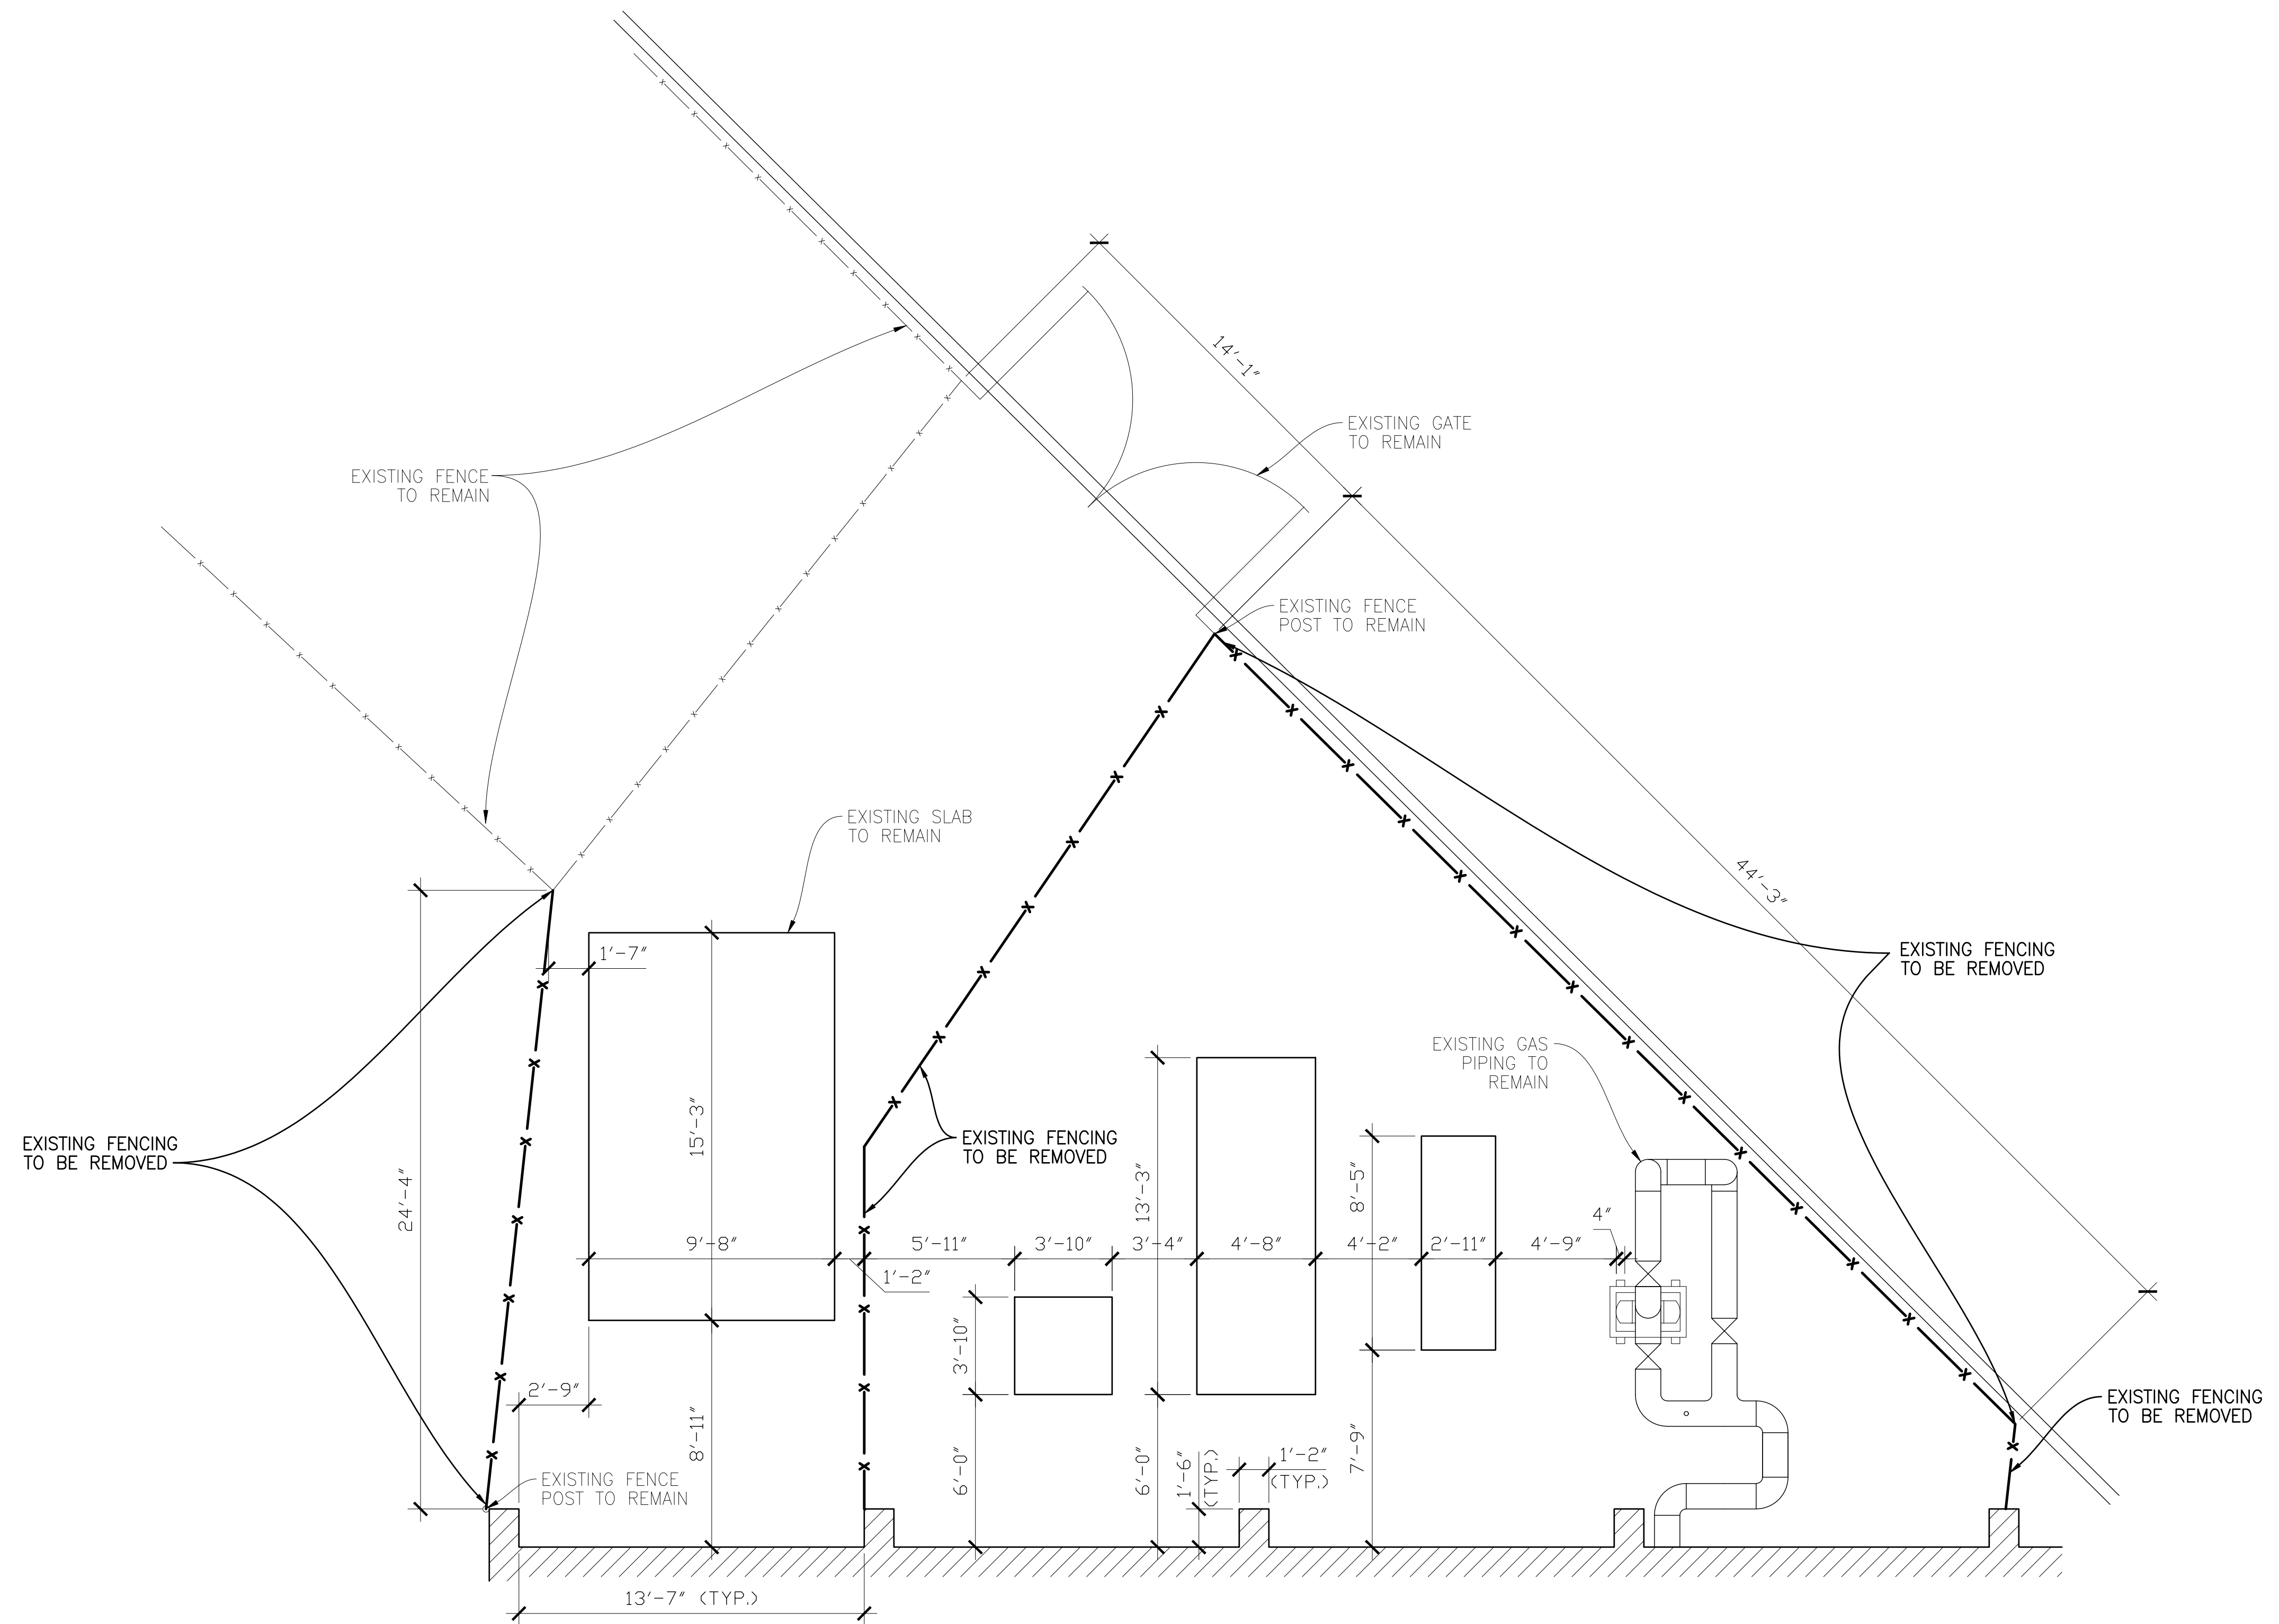 14'-1"
EXISTING GATE
TO REMAIN
EXISTING FENCE
TO REMAIN
EXISTING FENCE
POST TO REMAIN
EXISTING SLAB
TO REMAIN
44'-3"
1'-7"
EXISTING FENCING
TO BE REMOVED
EXISTING GAS
PIPING TO
REMAIN
EXISTING FENCING
TO BE REMOVED
24'-4"
15'-3"
EXISTING FENCING
TO BE REMOVED
13'-3"
8'-5"
4"
9'-8"
5'-11"
3'-10"
3'-4"
4'-8"
4'-2"
2'-11"
4'-9"
1'-2"
3'-10"
2'-9"
8'-11"
EXISTING FENCING
TO BE REMOVED
6'-0"
6'-0"
1'-6"
(TYP.)
1'-2"
(TYP.)
7'-9"
EXISTING FENCE
POST TO REMAIN
13'-7" (TYP.)